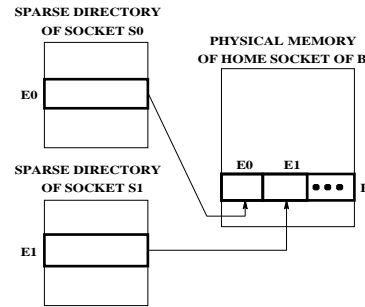 SPARSE DIRECTORY
OF SOCKET S0
E0
PHYSICAL MEMORY
OF HOME SOCKET OF B
E0 E1
SPARSE DIRECTORY
OF SOCKET S1
E1